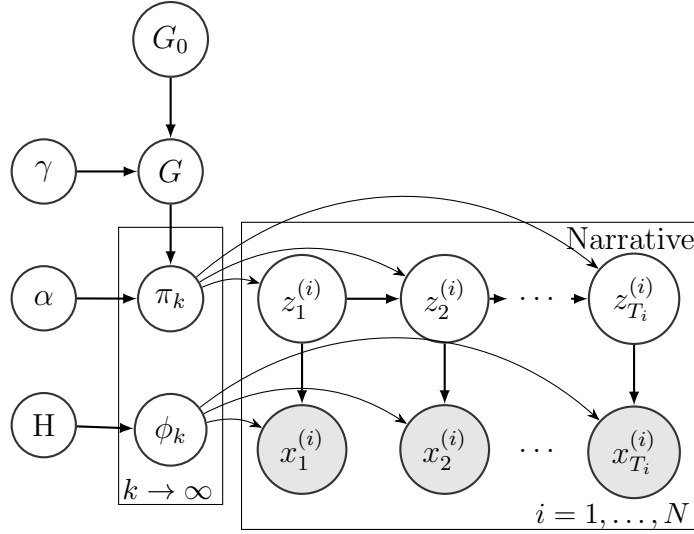 G_0
γ
G
Narrative
α
π_k
z_1^{(i)}
z_2^{(i)}
...
z_{T_i}^{(i)}
H
ϕ_k
x_1^{(i)}
x_2^{(i)}
...
x_{T_i}^{(i)}
k → ∞
i = 1, . . . , N